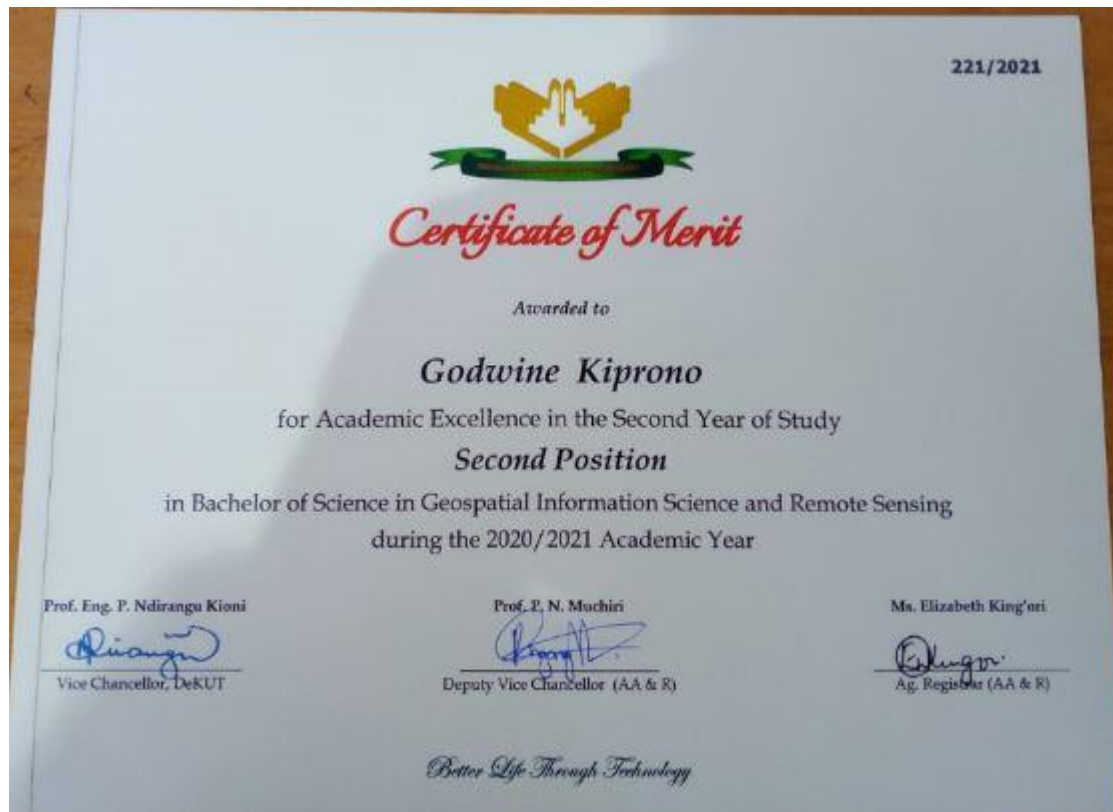 221/2021
Certificate of Merit
Awarded to
Godwine Kiprono
for Academic Excellence in the Second Year of Study
Second Position
in Bachelor of Science in Geospatial Information Science and Remote Sensing
during the 2020/2021 Academic Year
Prof. Eng. P. Ndirangu Kioni
Prof. P. N. Muchiri
Ms. Elizabeth King'ori
Vice Chancellor, DeKUT
Deputy Vice Chancellor (AA & R)
Ag. Registrar (AA & R)
Better Life Through Technology